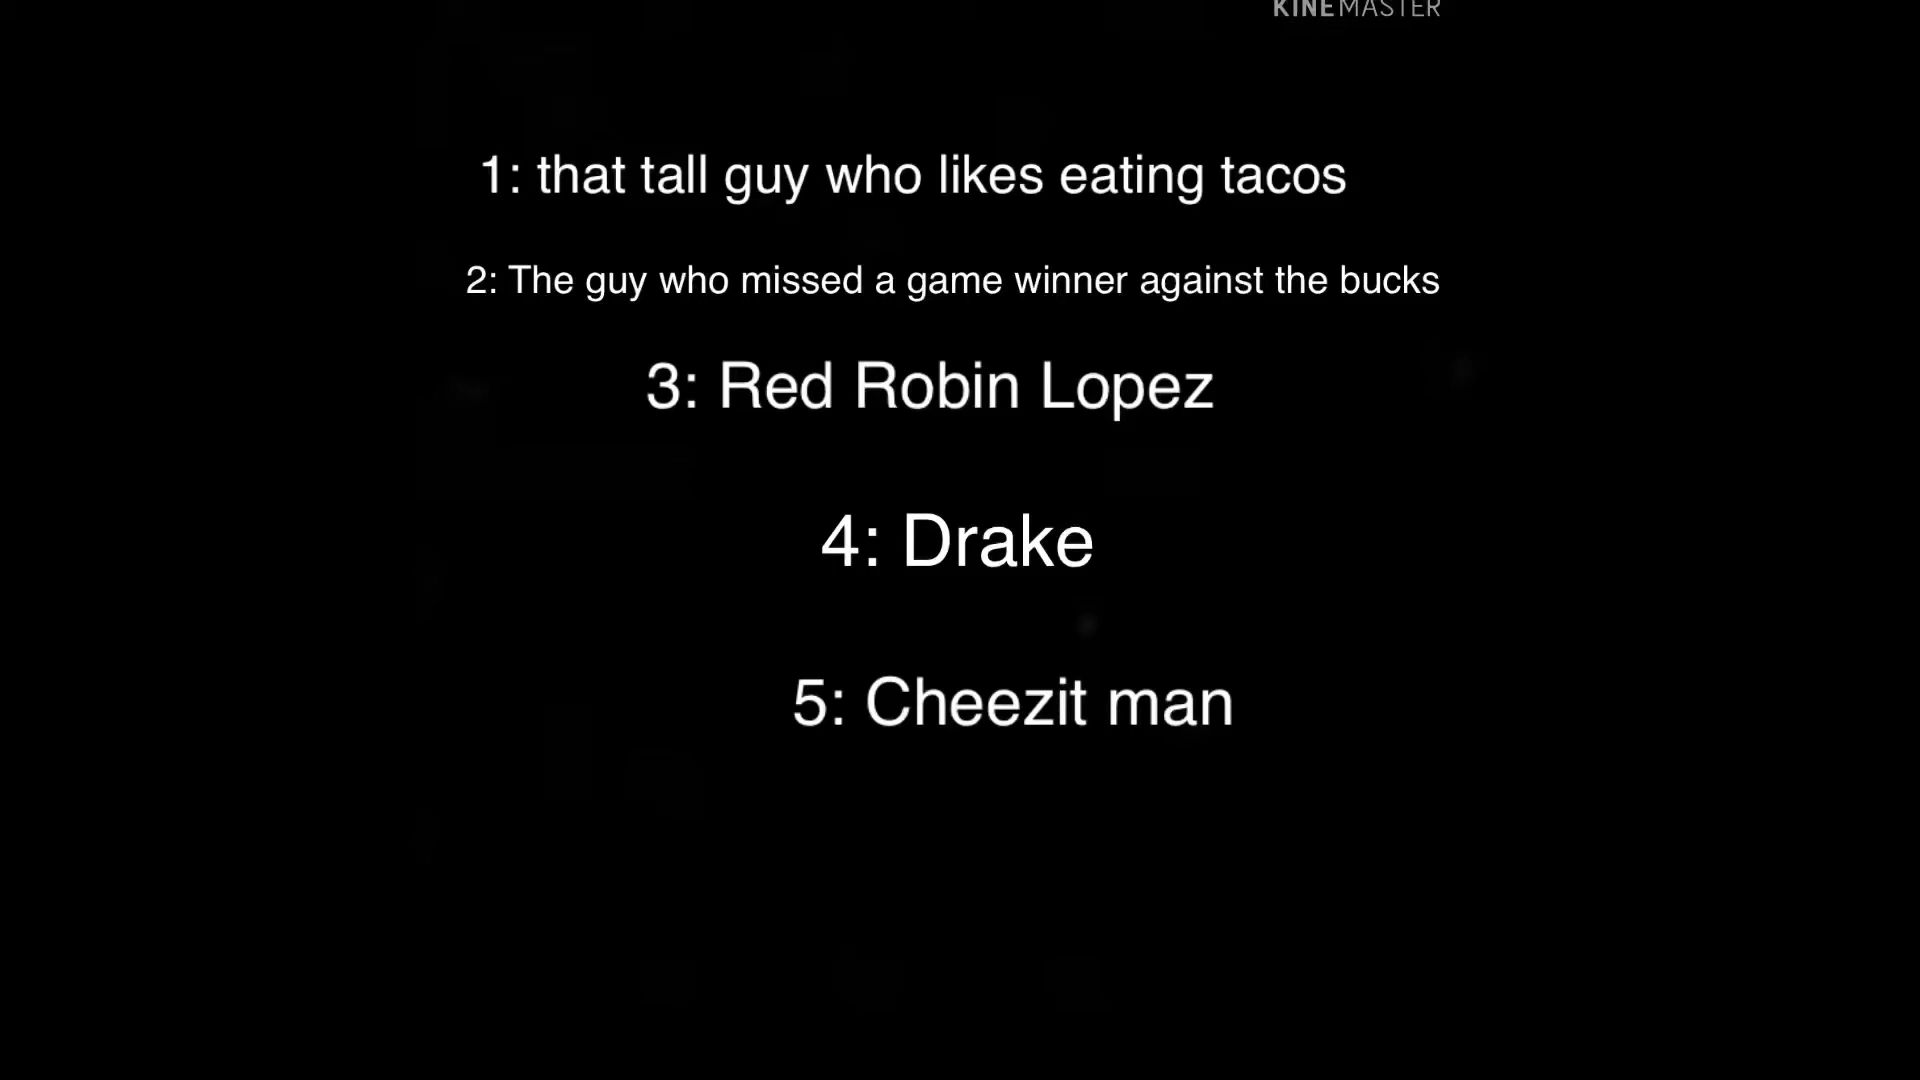 KINEMASTER
1: that tall guy who likes eating tacos
2: The guy who missed a game winner against the bucks
3: Red Robin Lopez
4: Drake
5: Cheezit man